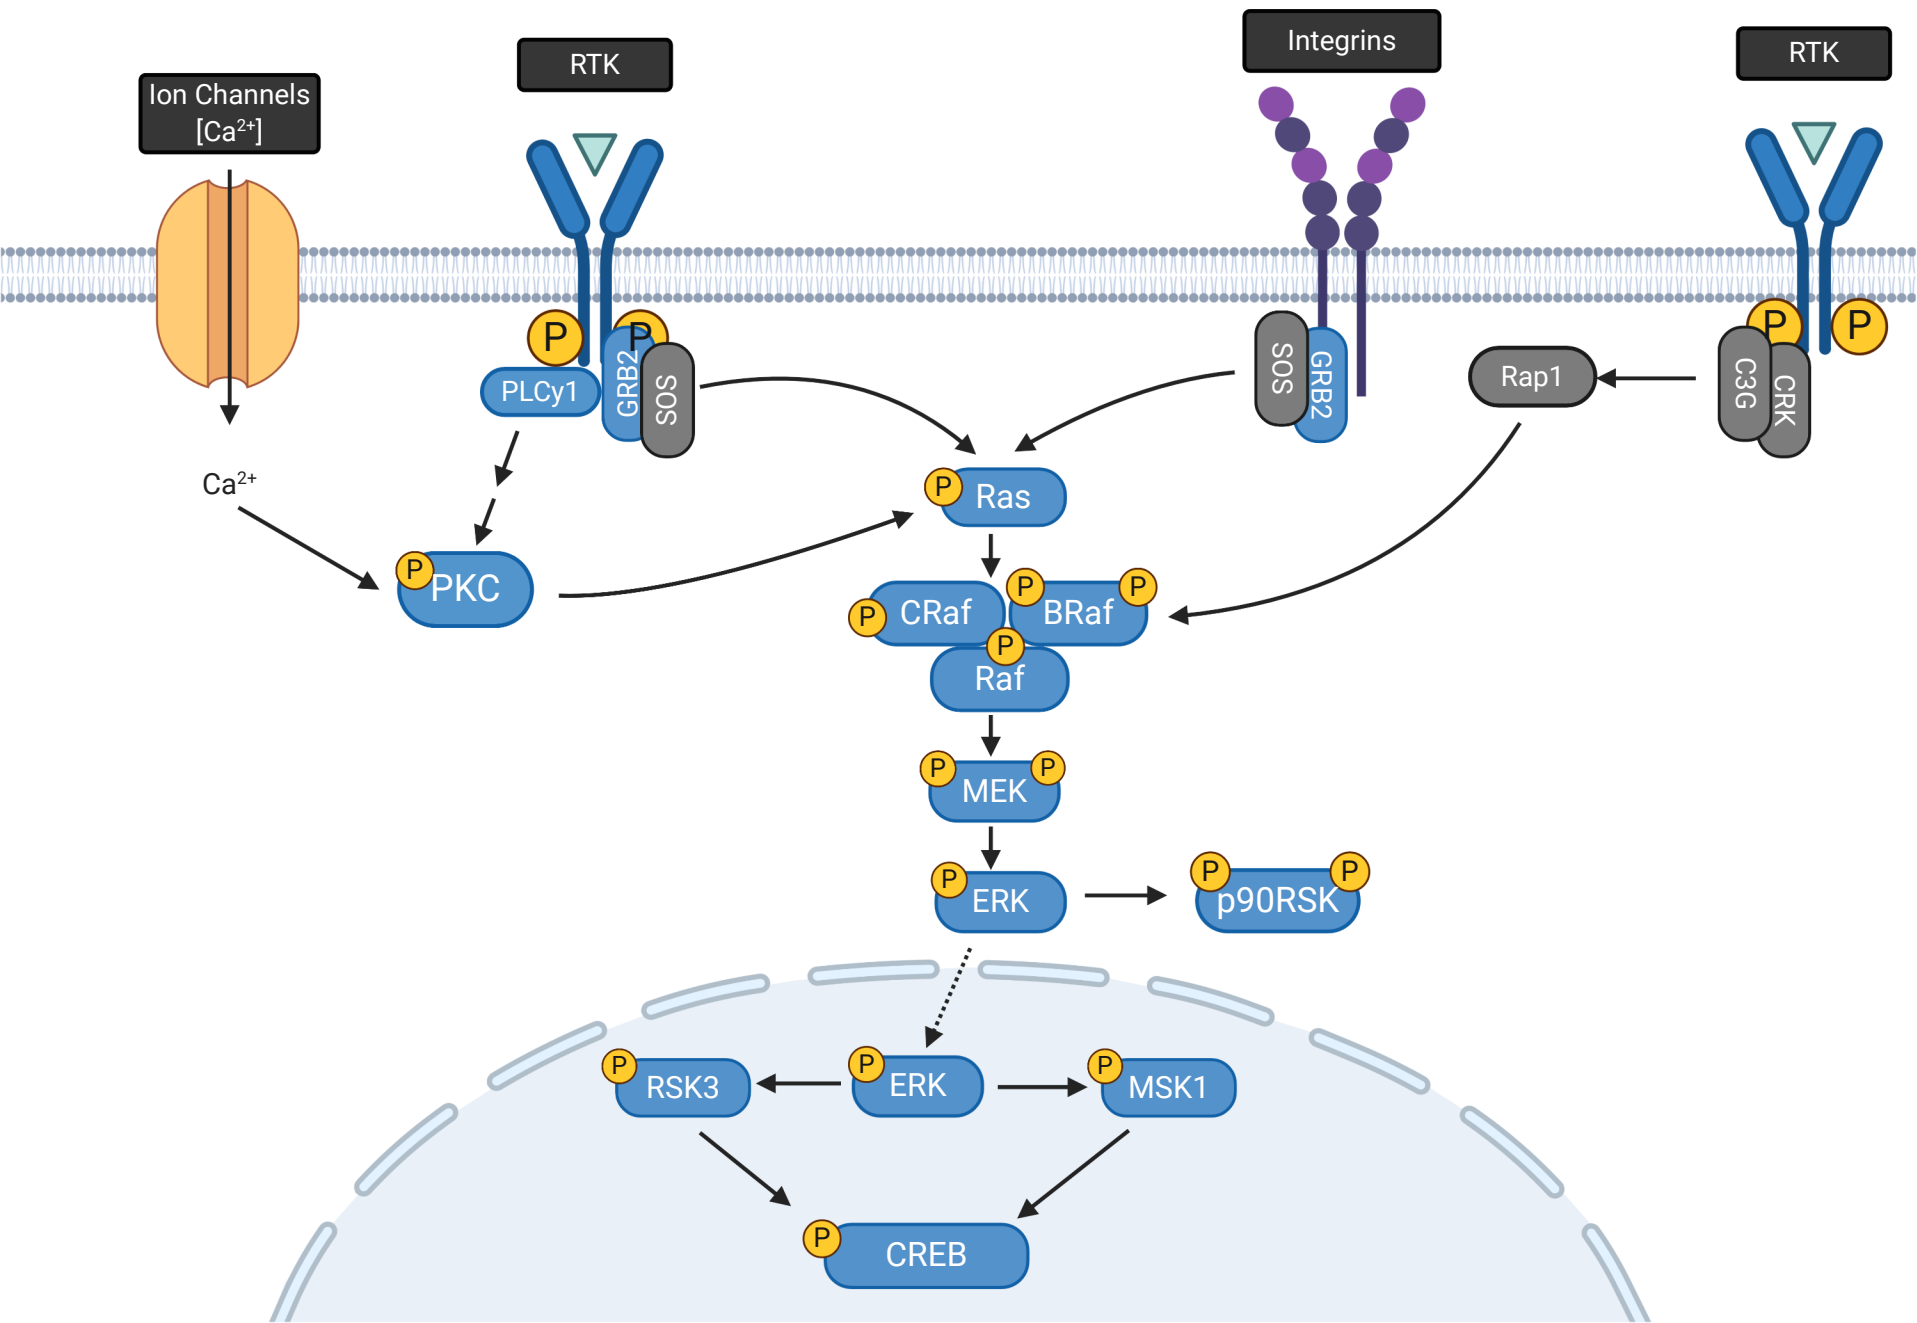 Ion Channels
[Ca²⁺]
RTK
Integrins
RTK
P
P
PLCy1
GRB2
SOS
SOS
GRB2
Rap1
P
P
C3G
CRK
Ca²⁺
P
PKC
P
Ras
P
CRaf
P
BRaf
P
P
Raf
P
MEK
P
P
ERK
P
p90RSK
P
P
RSK3
P
ERK
P
MSK1
P
CREB